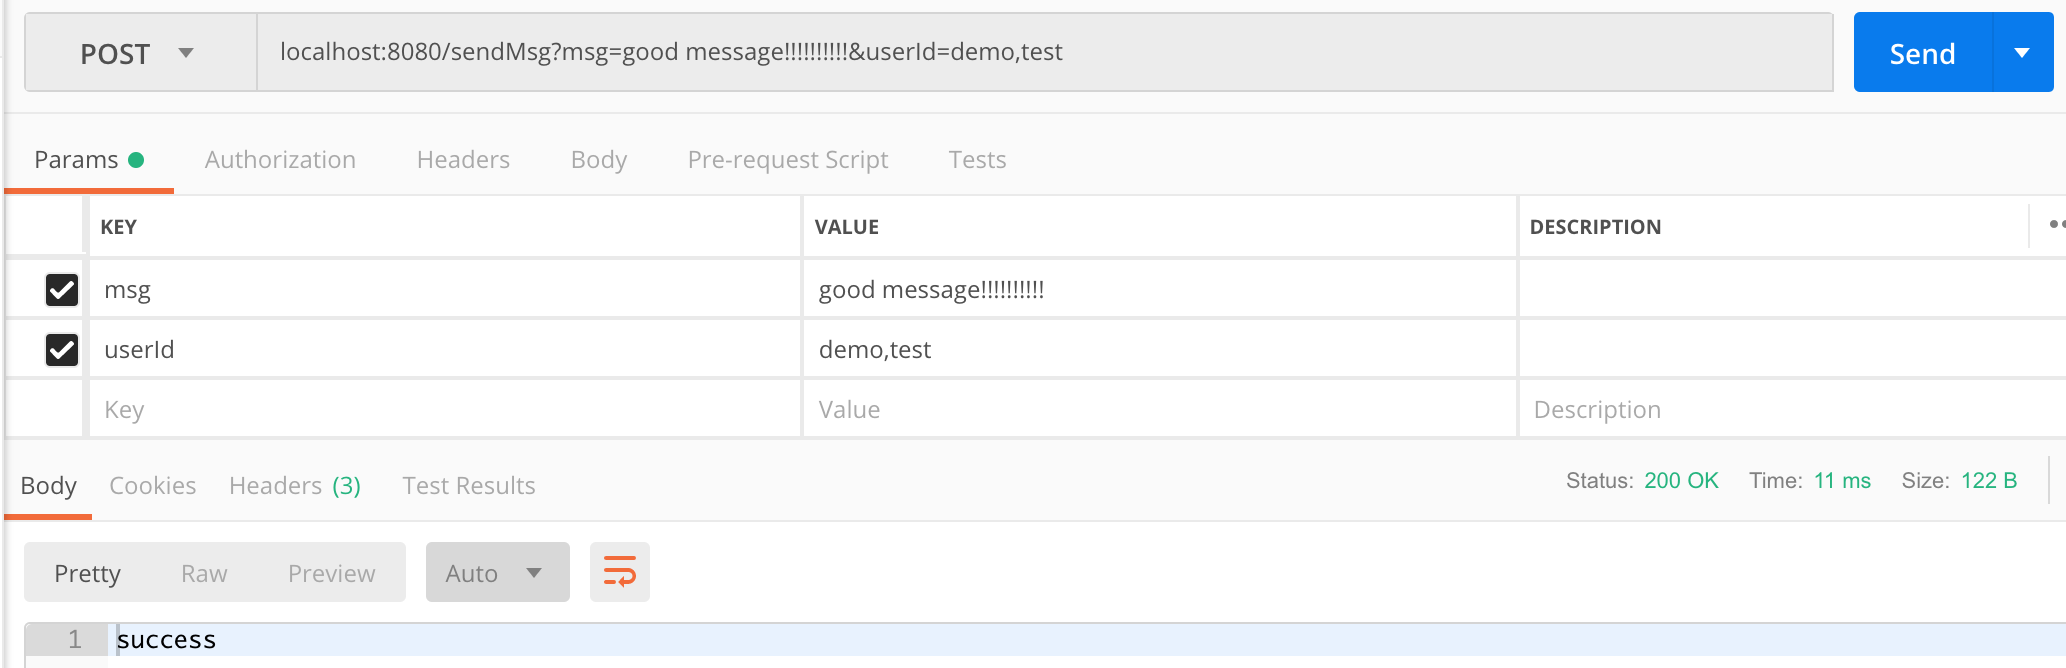 POST localhost:8080/sendMsg?msg=good message!!!!!!!!!!&userId=demo,test Send
Params Authorization Headers Body Pre-request Script Tests
KEY VALUE DESCRIPTION
msg good message!!!!!!!!!!
userId demo,test
Key Value Description
Body Cookies Headers (3) Test Results Status: 200 OK Time: 11 ms Size: 122 B
Pretty Raw Preview Auto
1 success